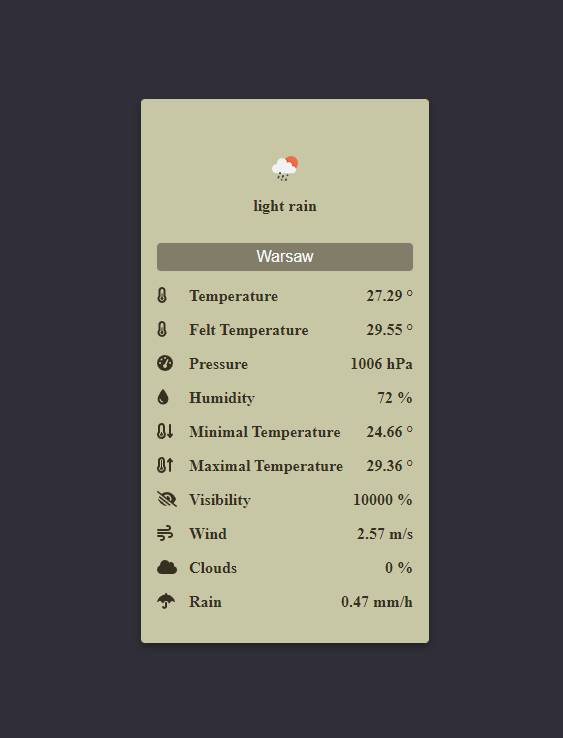 light rain
Warsaw
Temperature 27.29 °
Felt Temperature 29.55 °
Pressure 1006 hPa
Humidity 72 %
Minimal Temperature 24.66 °
Maximal Temperature 29.36 °
Visibility 10000 %
Wind 2.57 m/s
Clouds 0 %
Rain 0.47 mm/h